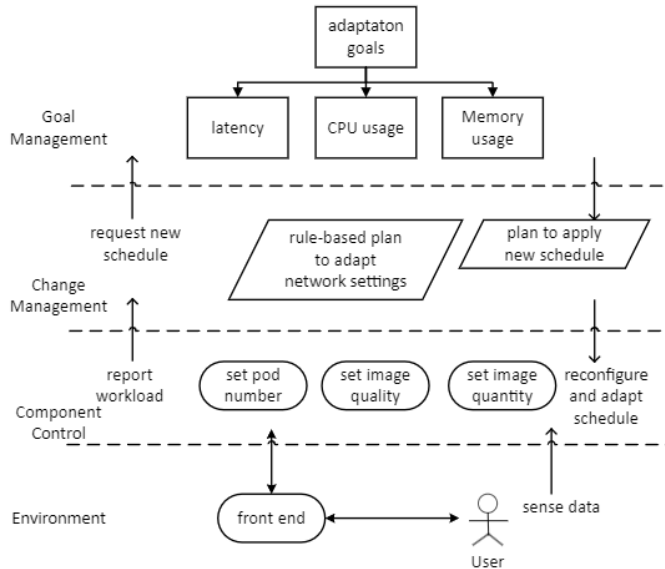 adaptaton
goals
latency
CPU usage
Memory
usage
Goal
Management
request new
schedule
rule-based plan
to adapt
network settings
plan to apply
new schedule
Change
Management
report
workload
set pod
number
set image
quality
set image
quantity
reconfigure
and adapt
schedule
Component
Control
Environment
front end
sense data
User